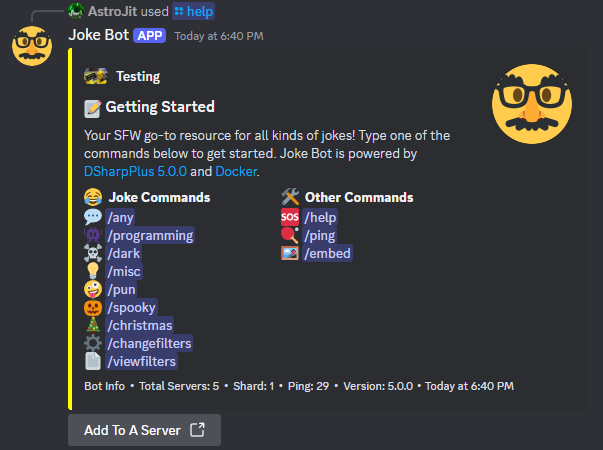 AstroJit used help
Joke Bot APP Today at 6:40 PM
Testing
Getting Started
Your SFW go-to resource for all kinds of jokes! Type one of the
commands below to get started. Joke Bot is powered by
DSharpPlus 5.0.0 and Docker.
Joke Commands
/any
/programming
/dark
/misc
/pun
/spooky
/christmas
/changefilters
/viewfilters
Other Commands
SOS /help
/ping
/embed
Bot Info • Total Servers: 5 • Shard: 1 • Ping: 29 • Version: 5.0.0 • Today at 6:40 PM
Add To A Server